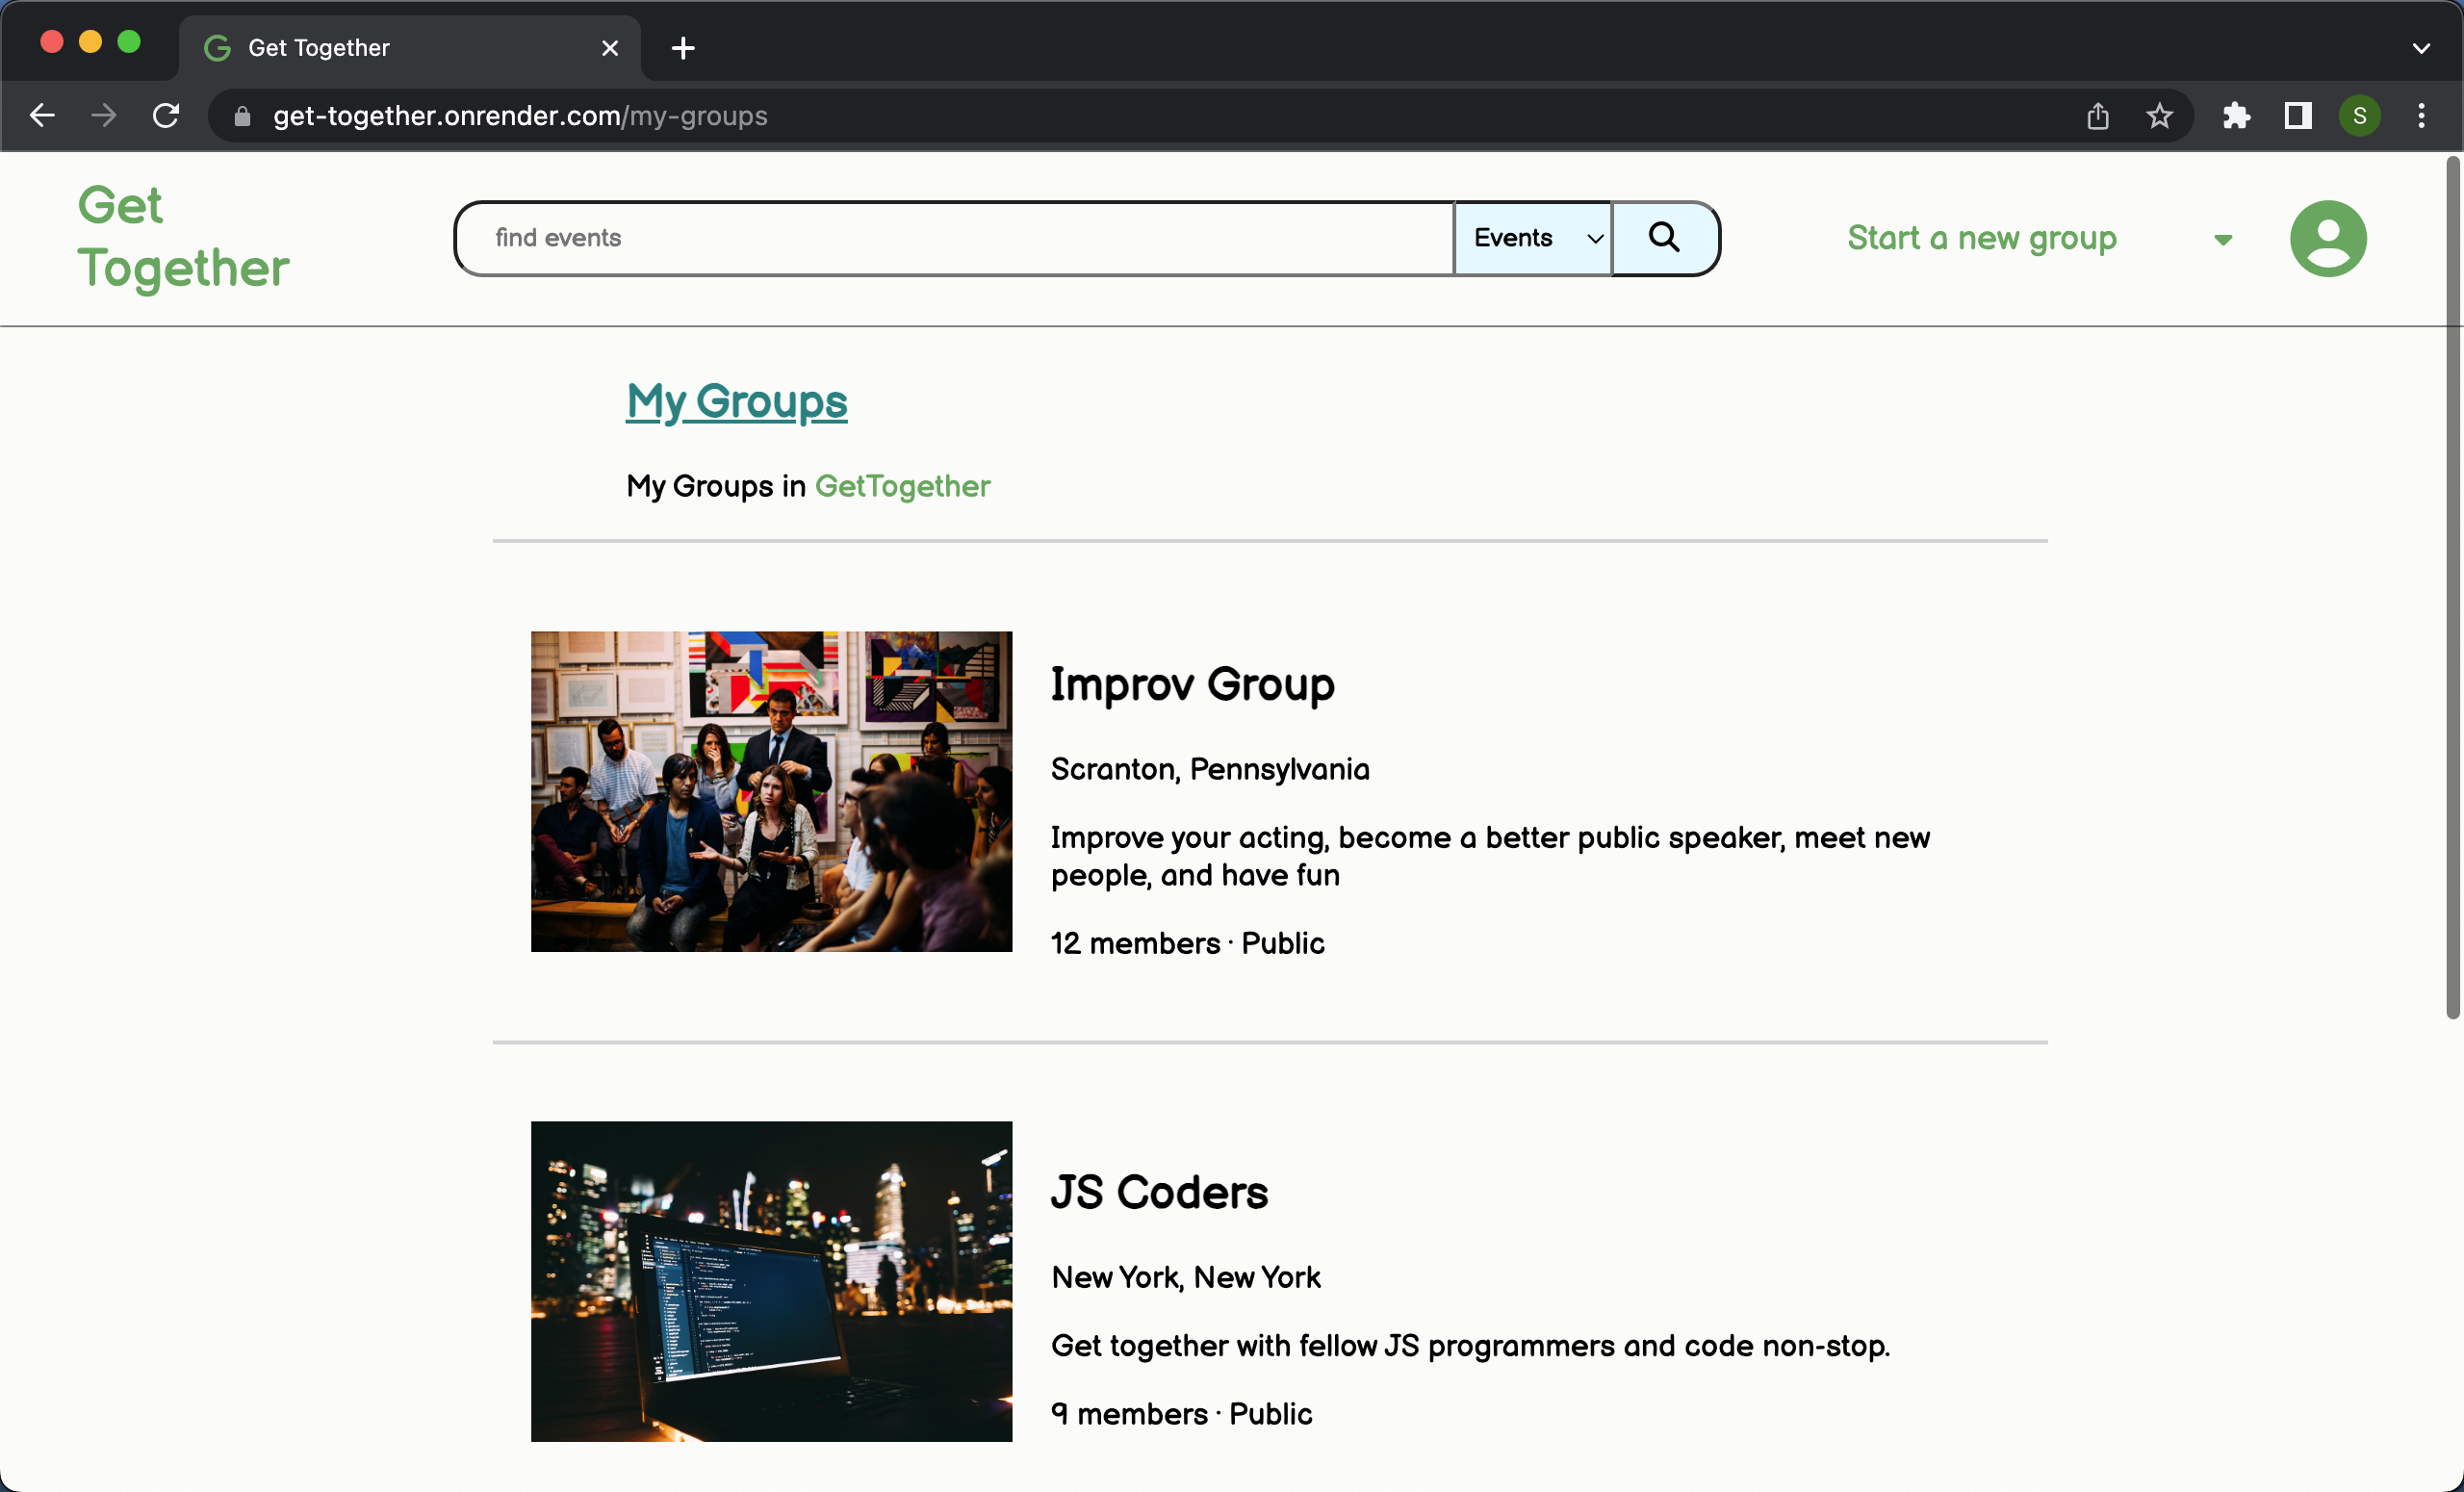 Get Together
get-together.onrender.com/my-groups
S
Get
Together
find events
Events
Start a new group
My Groups
My Groups in GetTogether
Improv Group
Scranton, Pennsylvania
Improve your acting, become a better public speaker, meet new
people, and have fun
12 members · Public
JS Coders
New York, New York
Get together with fellow JS programmers and code non-stop.
9 members · Public